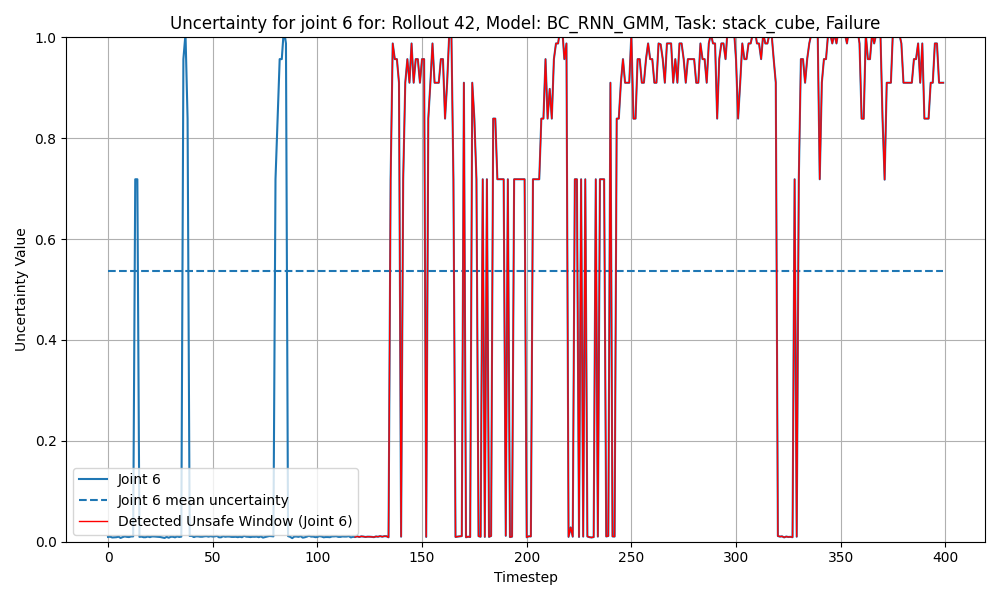 Uncertainty for joint 6 for: Rollout 42, Model: BC_RNN_GMM, Task: stack_cube, Failure
1.0
0.8
0.6
0.4
0.2
0.0
Uncertainty Value
Joint 6
Joint 6 mean uncertainty
Detected Unsafe Window (Joint 6)
0 50 100 150 200 250 300 350 400
Timestep